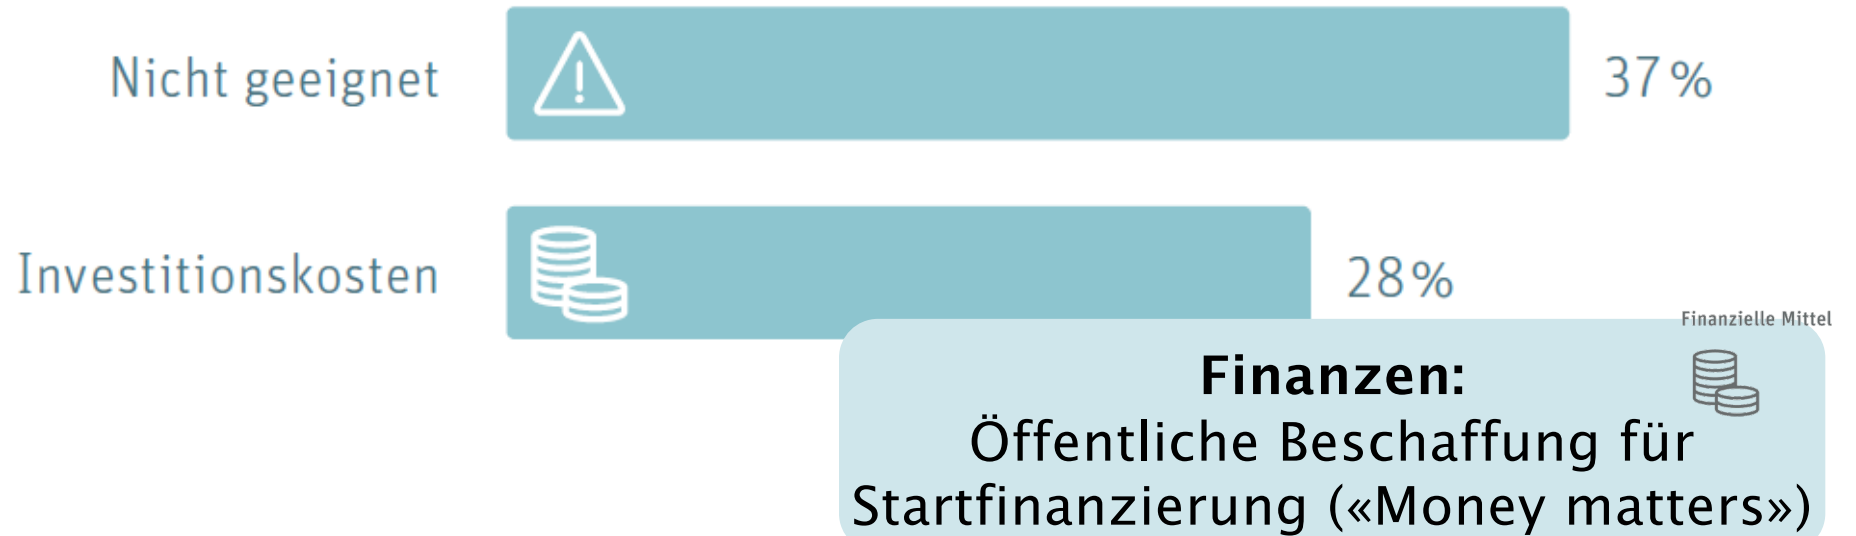 Nicht geeignet
37%
Investitionskosten
28%
Finanzielle Mittel
Finanzen:
Öffentliche Beschaffung für
Startfinanzierung («Money matters»)